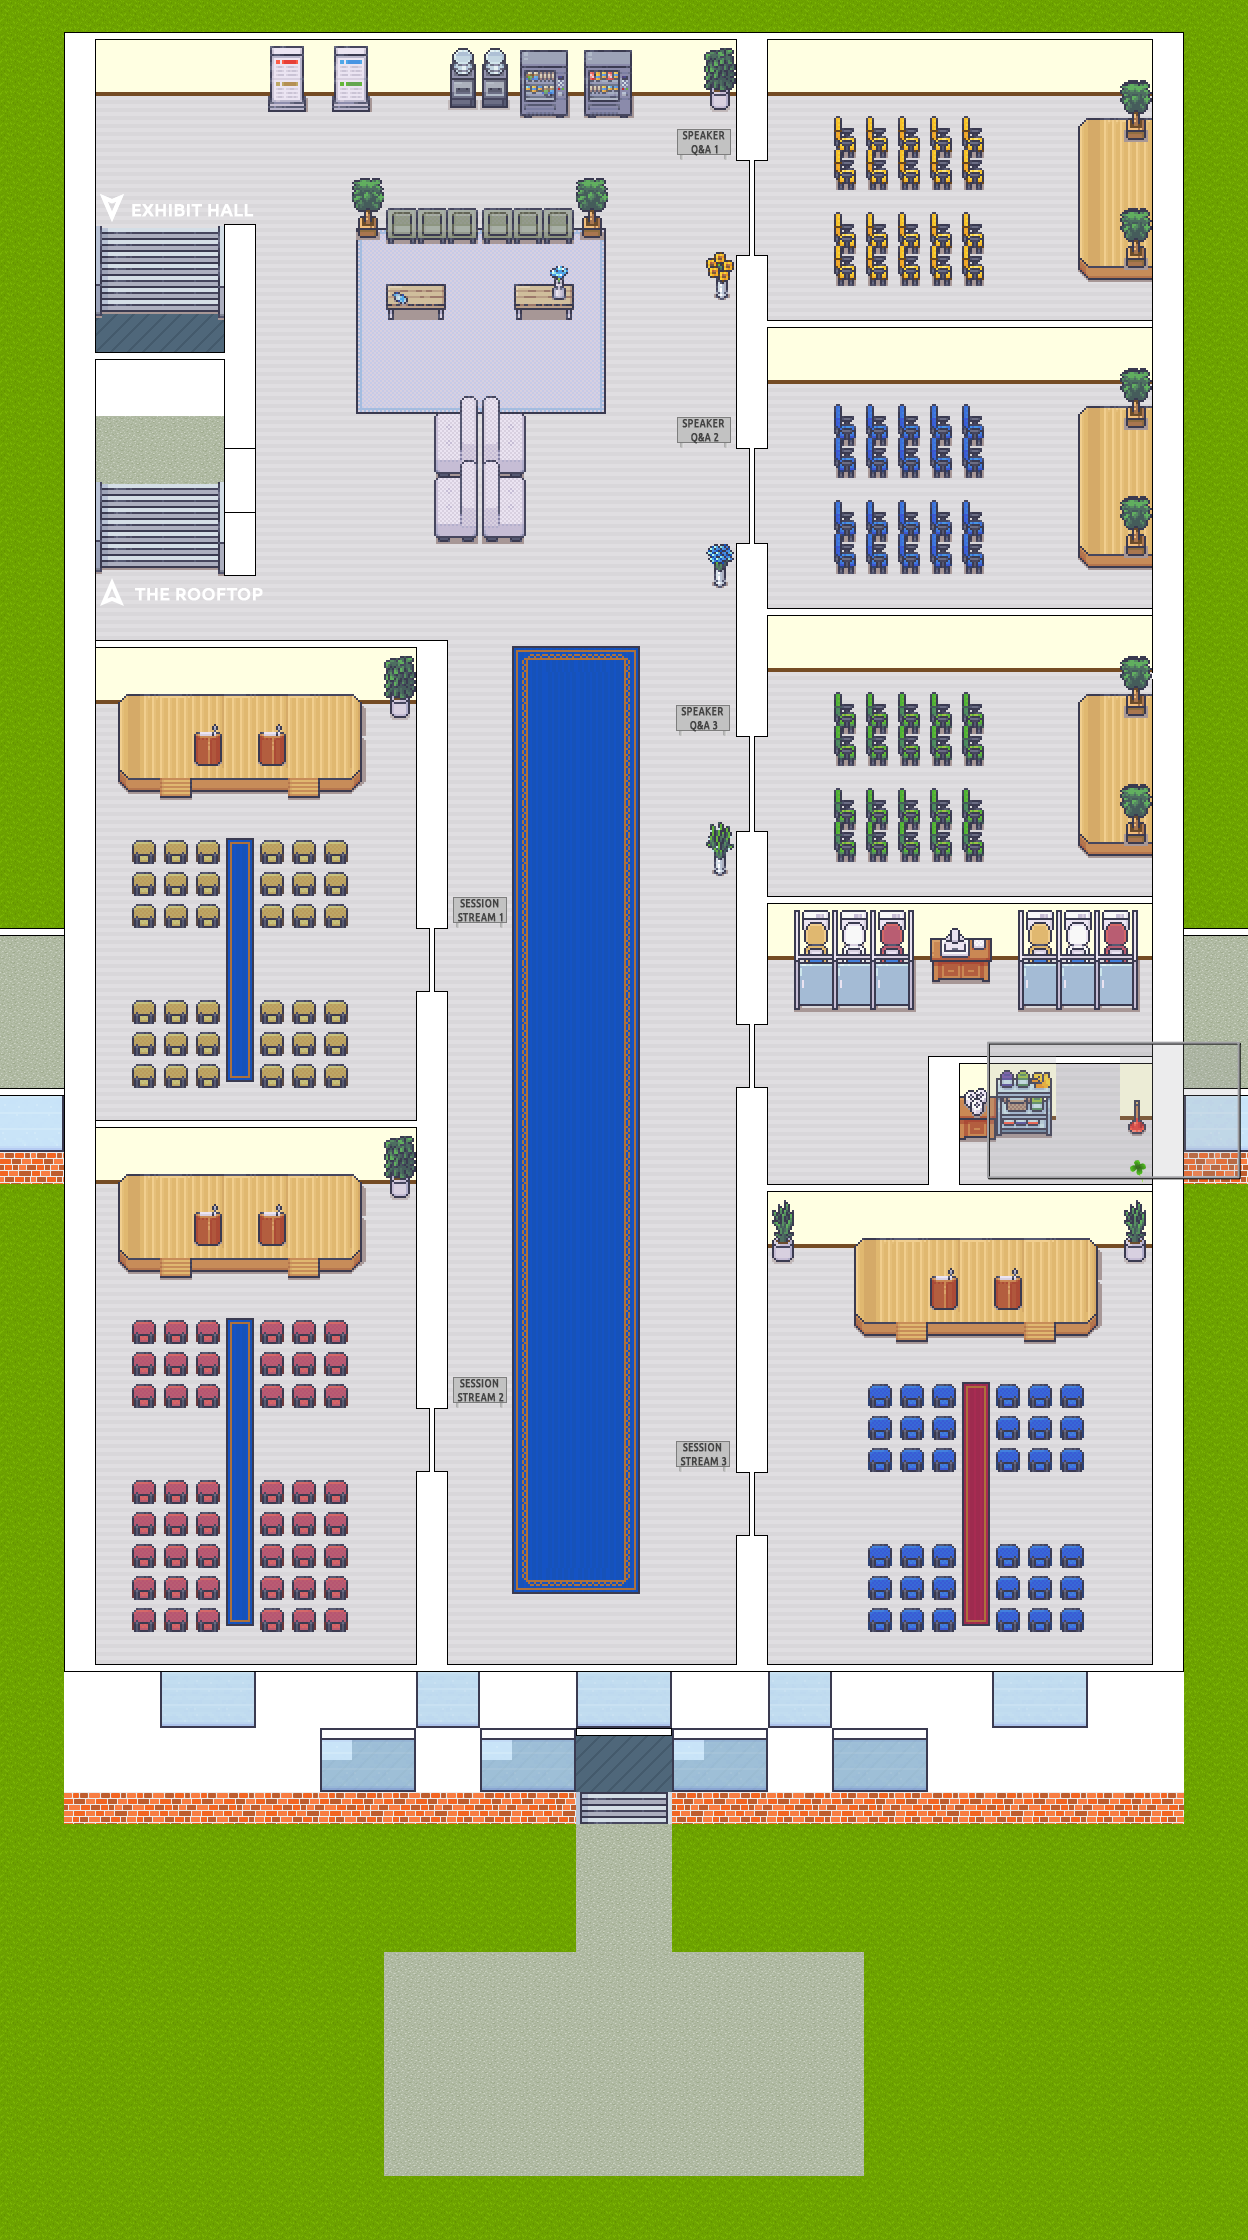 SPEAKER
Q&A 1
EXHIBIT HALL
SPEAKER
Q&A 2
THE ROOFTOP
SPEAKER
Q&A 3
SESSION
STREAM 1
SESSION
STREAM 2
SESSION
STREAM 3